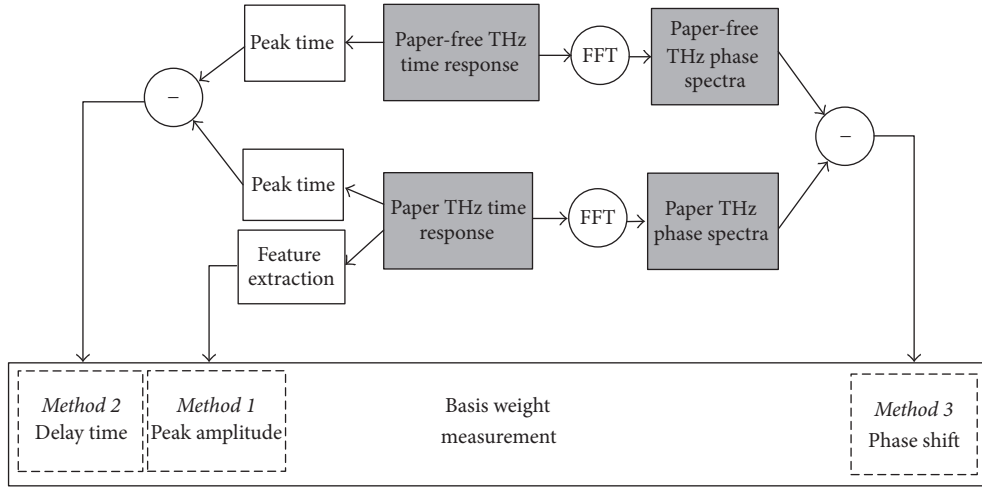 Peak time
Paper-free THz
time response
FFT
Paper-free
THz phase
spectra
−
−
Peak time
Paper THz time
response
FFT
Paper THz
phase spectra
Feature
extraction
Method 2
Delay time
Method 1
Peak amplitude
Basis weight
measurement
Method 3
Phase shift